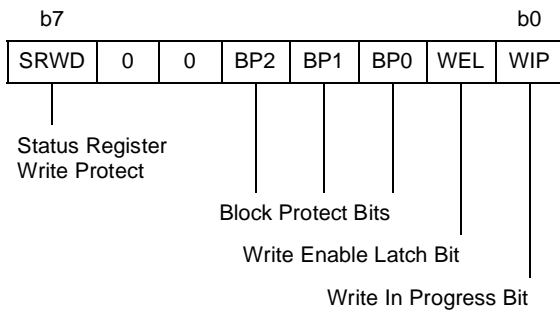 b7 b0
SRWD 0 0 BP2 BP1 BP0 WEL WIP
Status Register
Write Protect
Block Protect Bits
Write Enable Latch Bit
Write In Progress Bit